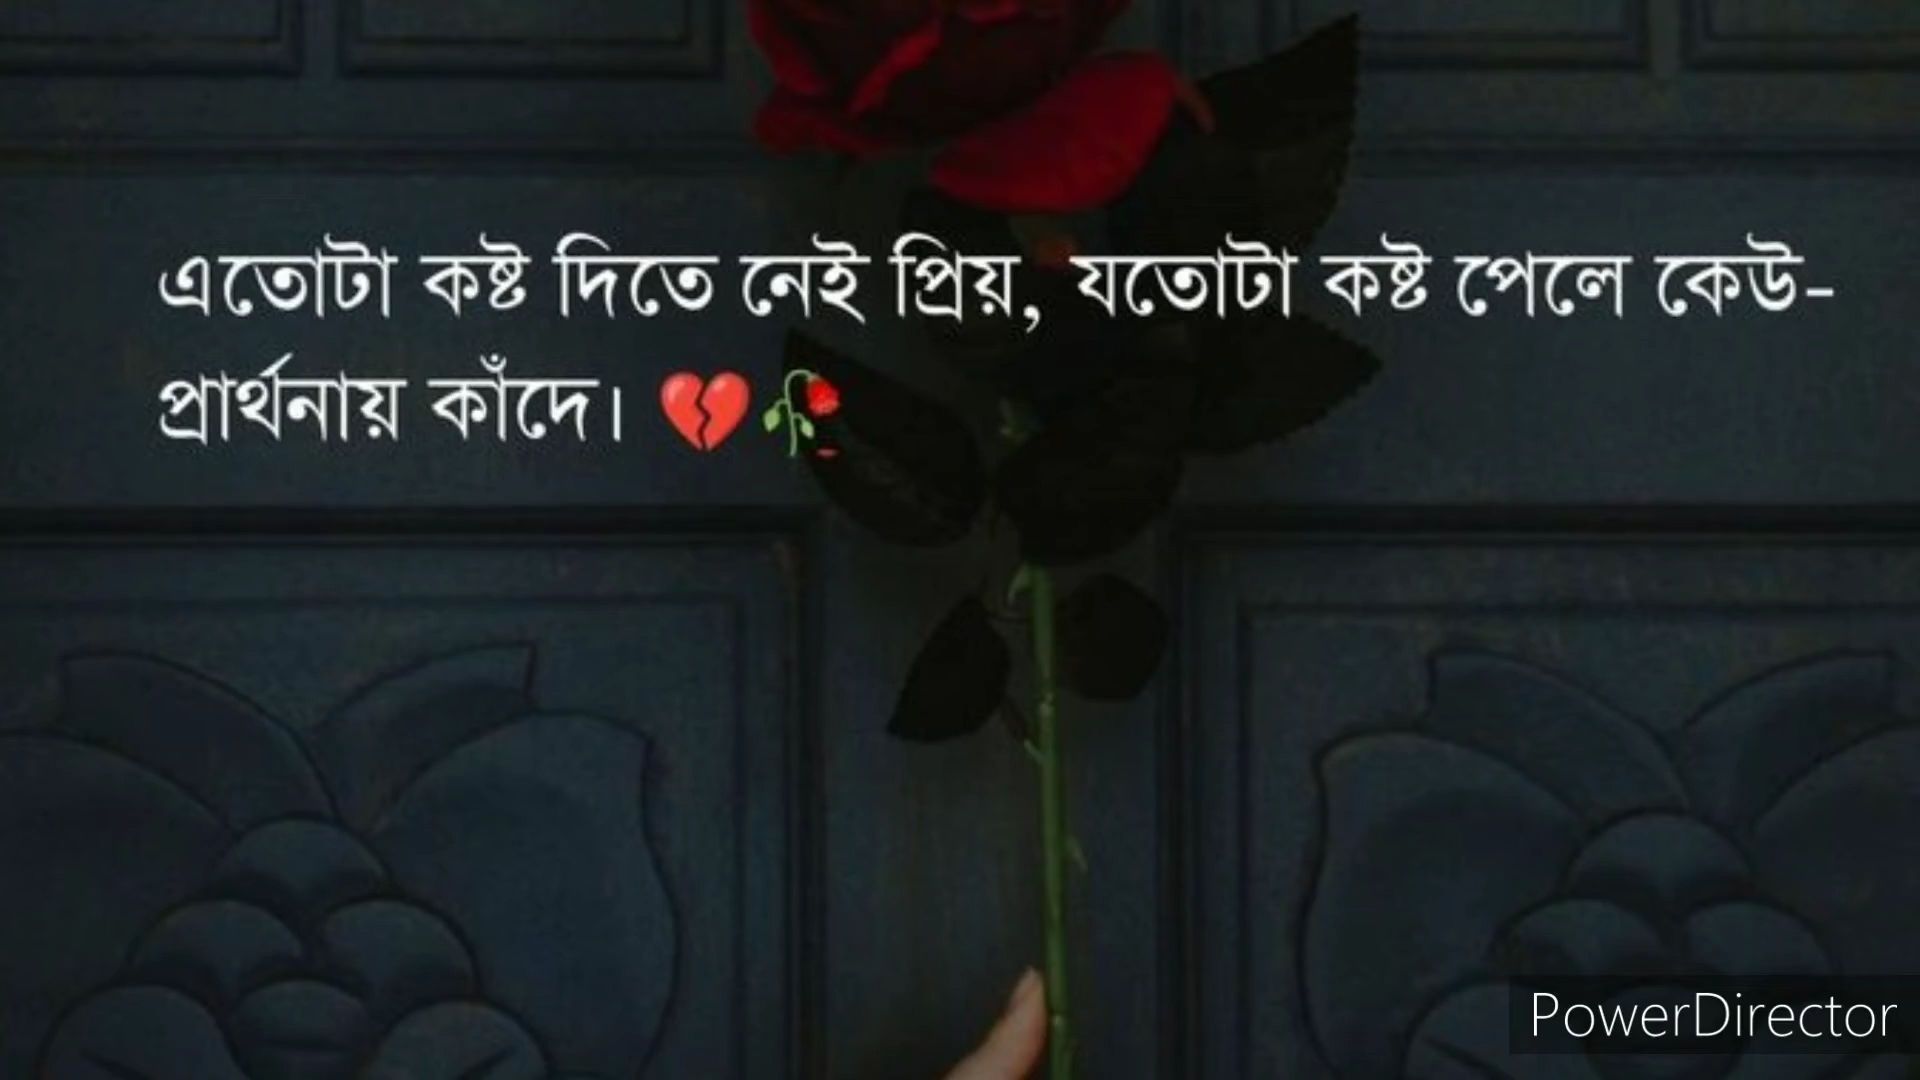 এতোটা কষ্ট দিতে নেই প্রিয়, যতোটা কষ্ট পেলে কেউ-
প্রার্থনায় কাঁদে। 💔🥀
PowerDirector